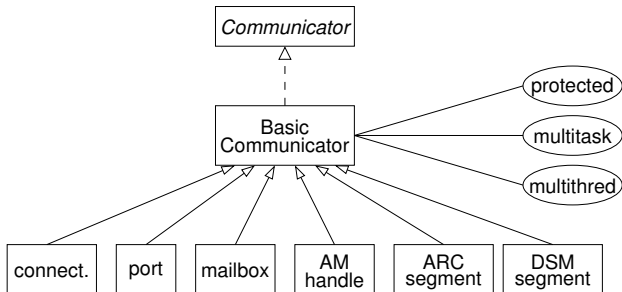 Communicator
Basic
Communicator
protected
multitask
multithred
connect.
port
mailbox
AM
handle
ARC
segment
DSM
segment